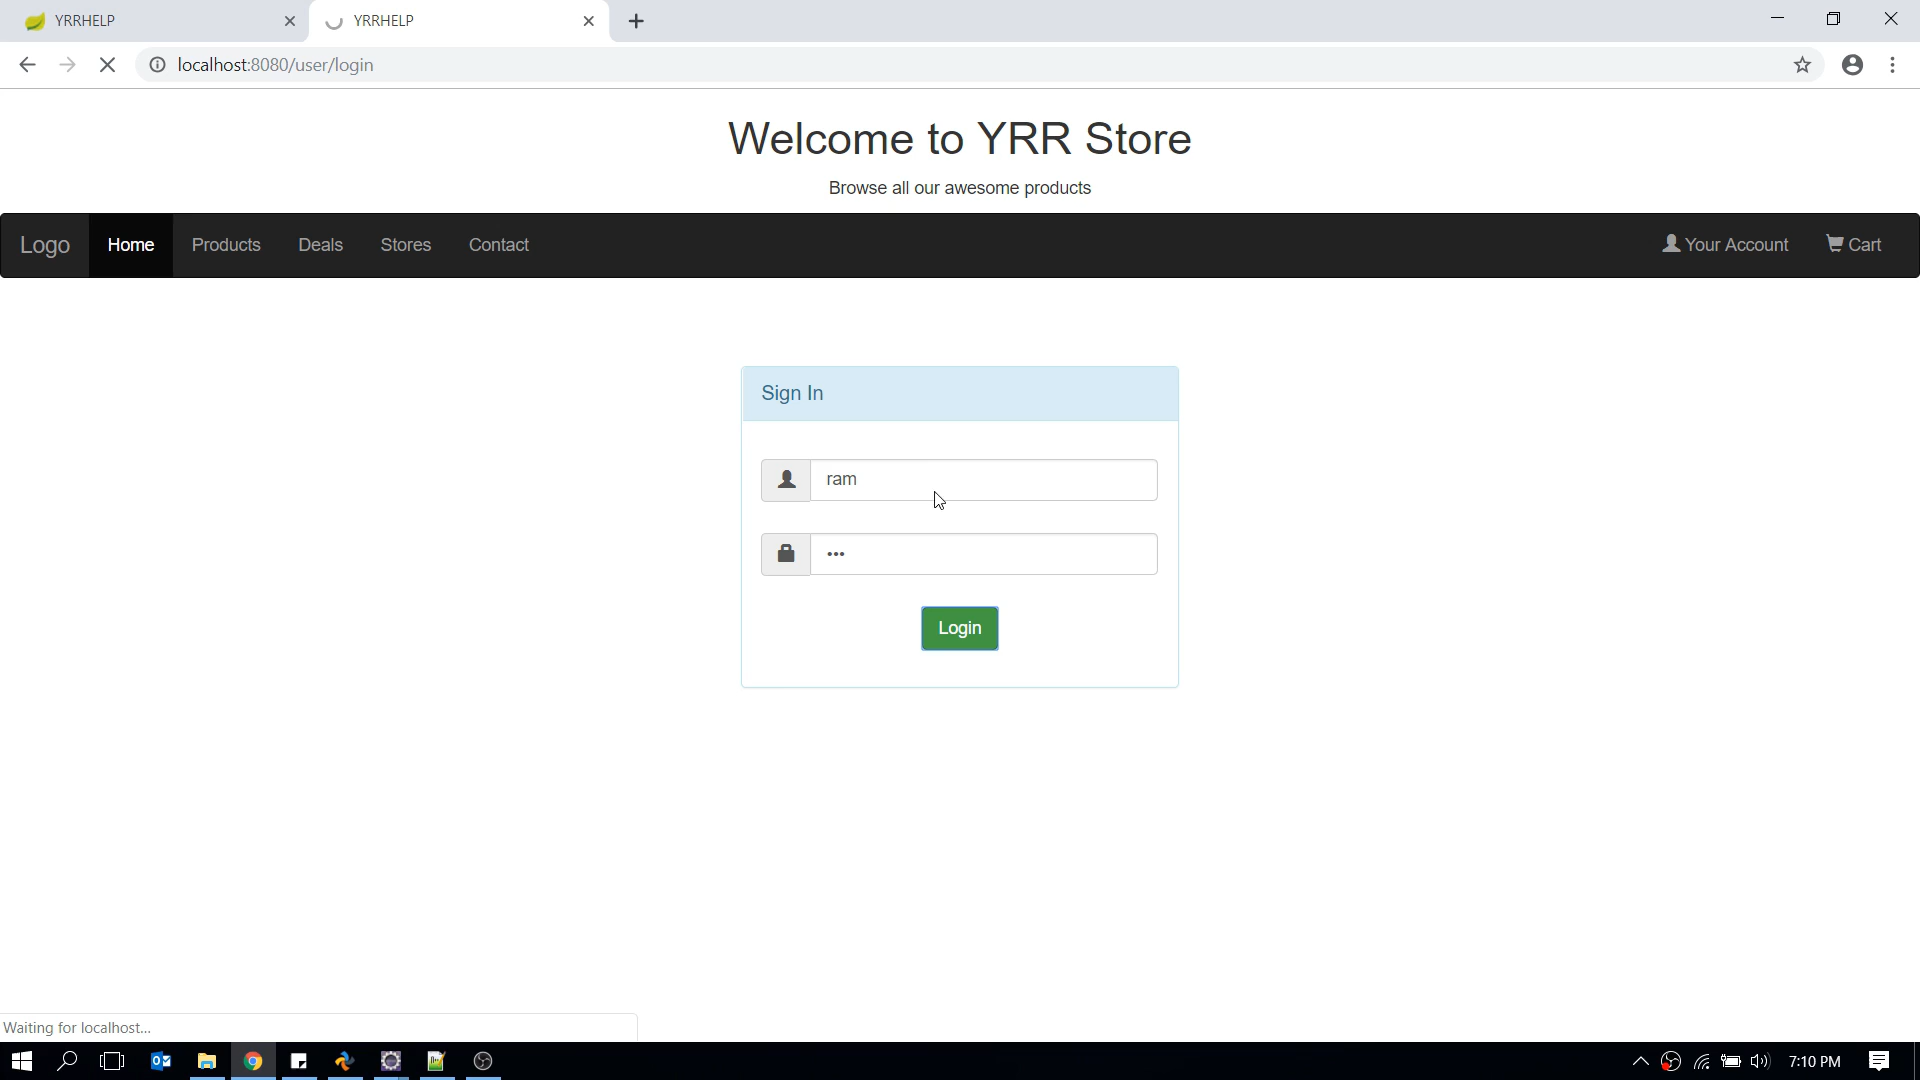 YRRHELP
YRRHELP
localhost:8080/user/login
Welcome to YRR Store
Browse all our awesome products
Logo Home Products Deals Stores Contact Your Account Cart
Sign In
ram
•••
Login
Waiting for localhost...
7:10 PM